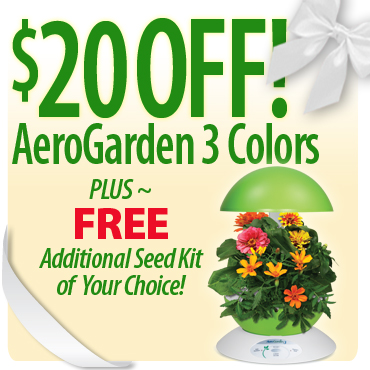 $20 OFF!
AeroGarden 3 Colors
PLUS ~
FREE
Additional Seed Kit
of Your Choice!